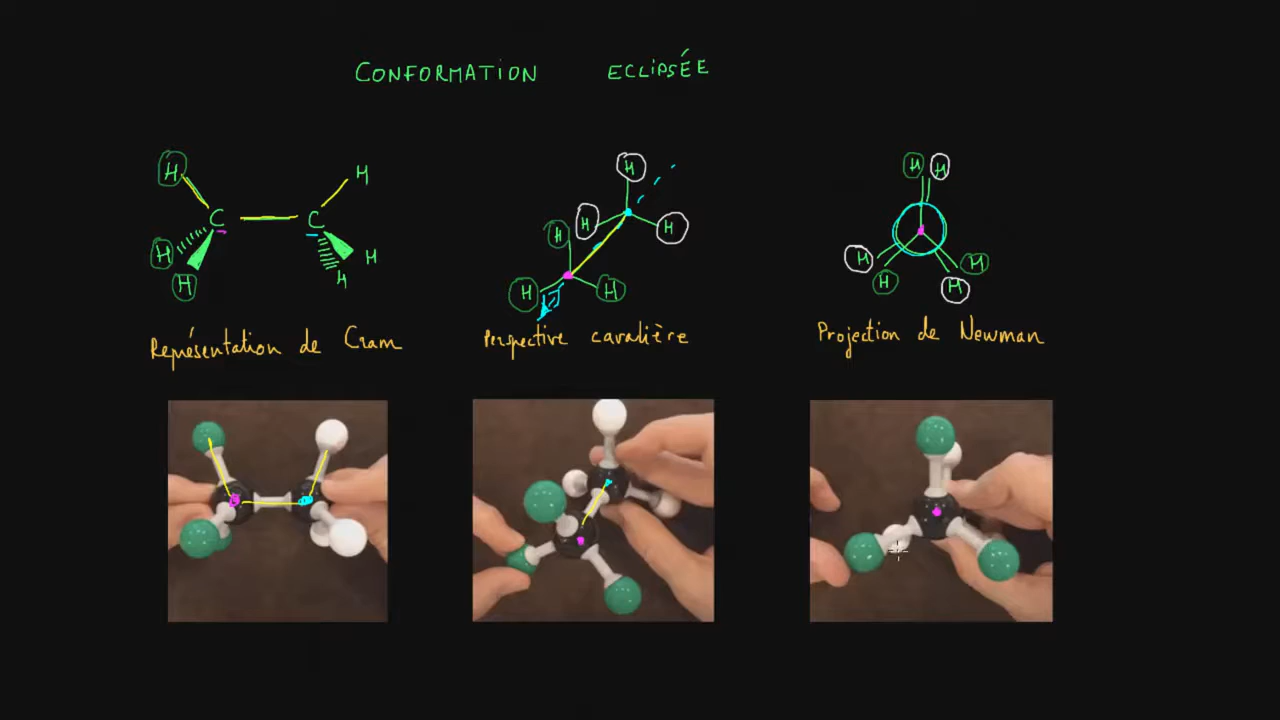 CONFORMATION ECLIPSÉE
H H
C C
H H
H H
Représentation de Cram
H
H H
H
H H
Perspective cavalière
H H
H H
H H
Projection de Newman